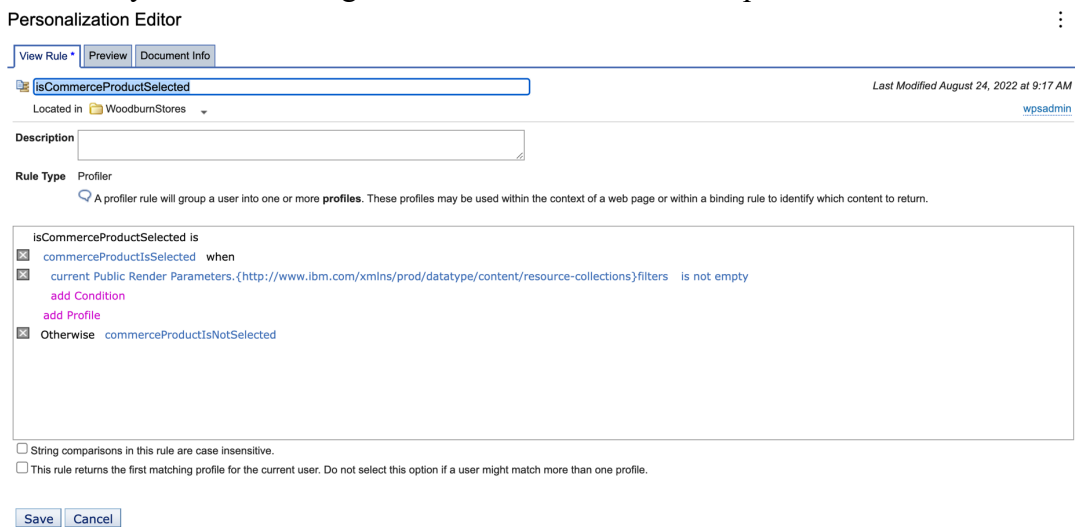 Personalization Editor
View Rule * Preview Document Info
isCommerceProductSelected Last Modified August 24, 2022 at 9:17 AM
Located in WoodburnStores wpsadmin
Description
Rule Type Profiler
A profiler rule will group a user into one or more profiles. These profiles may be used within the context of a web page or within a binding rule to identify which content to return.
isCommerceProductSelected is
commerceProductIsSelected when
current Public Render Parameters.{http://www.ibm.com/xmlns/prod/datatype/content/resource-collections}filters is not empty
add Condition
add Profile
Otherwise commerceProductIsNotSelected
String comparisons in this rule are case insensitive.
This rule returns the first matching profile for the current user. Do not select this option if a user might match more than one profile.
Save Cancel